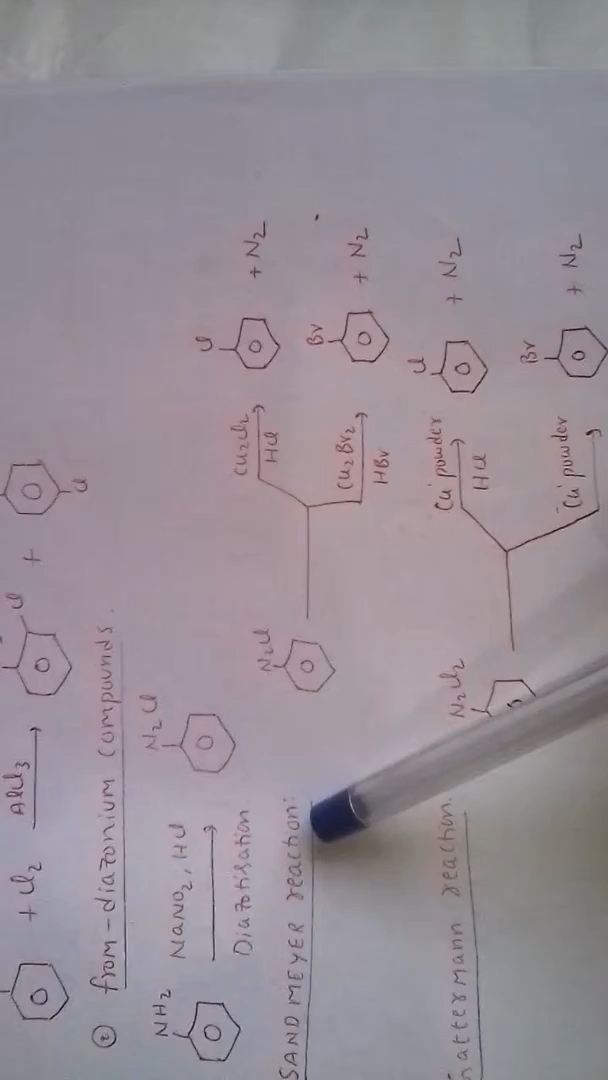 + Cl2 AlCl3 Cl + Cl
② from-diazonium compounds.
NH2 NaNO2, HCl N2Cl
Diazotisation
SANDMEYER reaction:
N2Cl Cu2Cl2 HCl Cl + N2
Cu2Br2 HBr Br + N2
Gattermann reaction.
N2Cl2 Cu powder HCl Cl + N2
Cu powder Br + N2